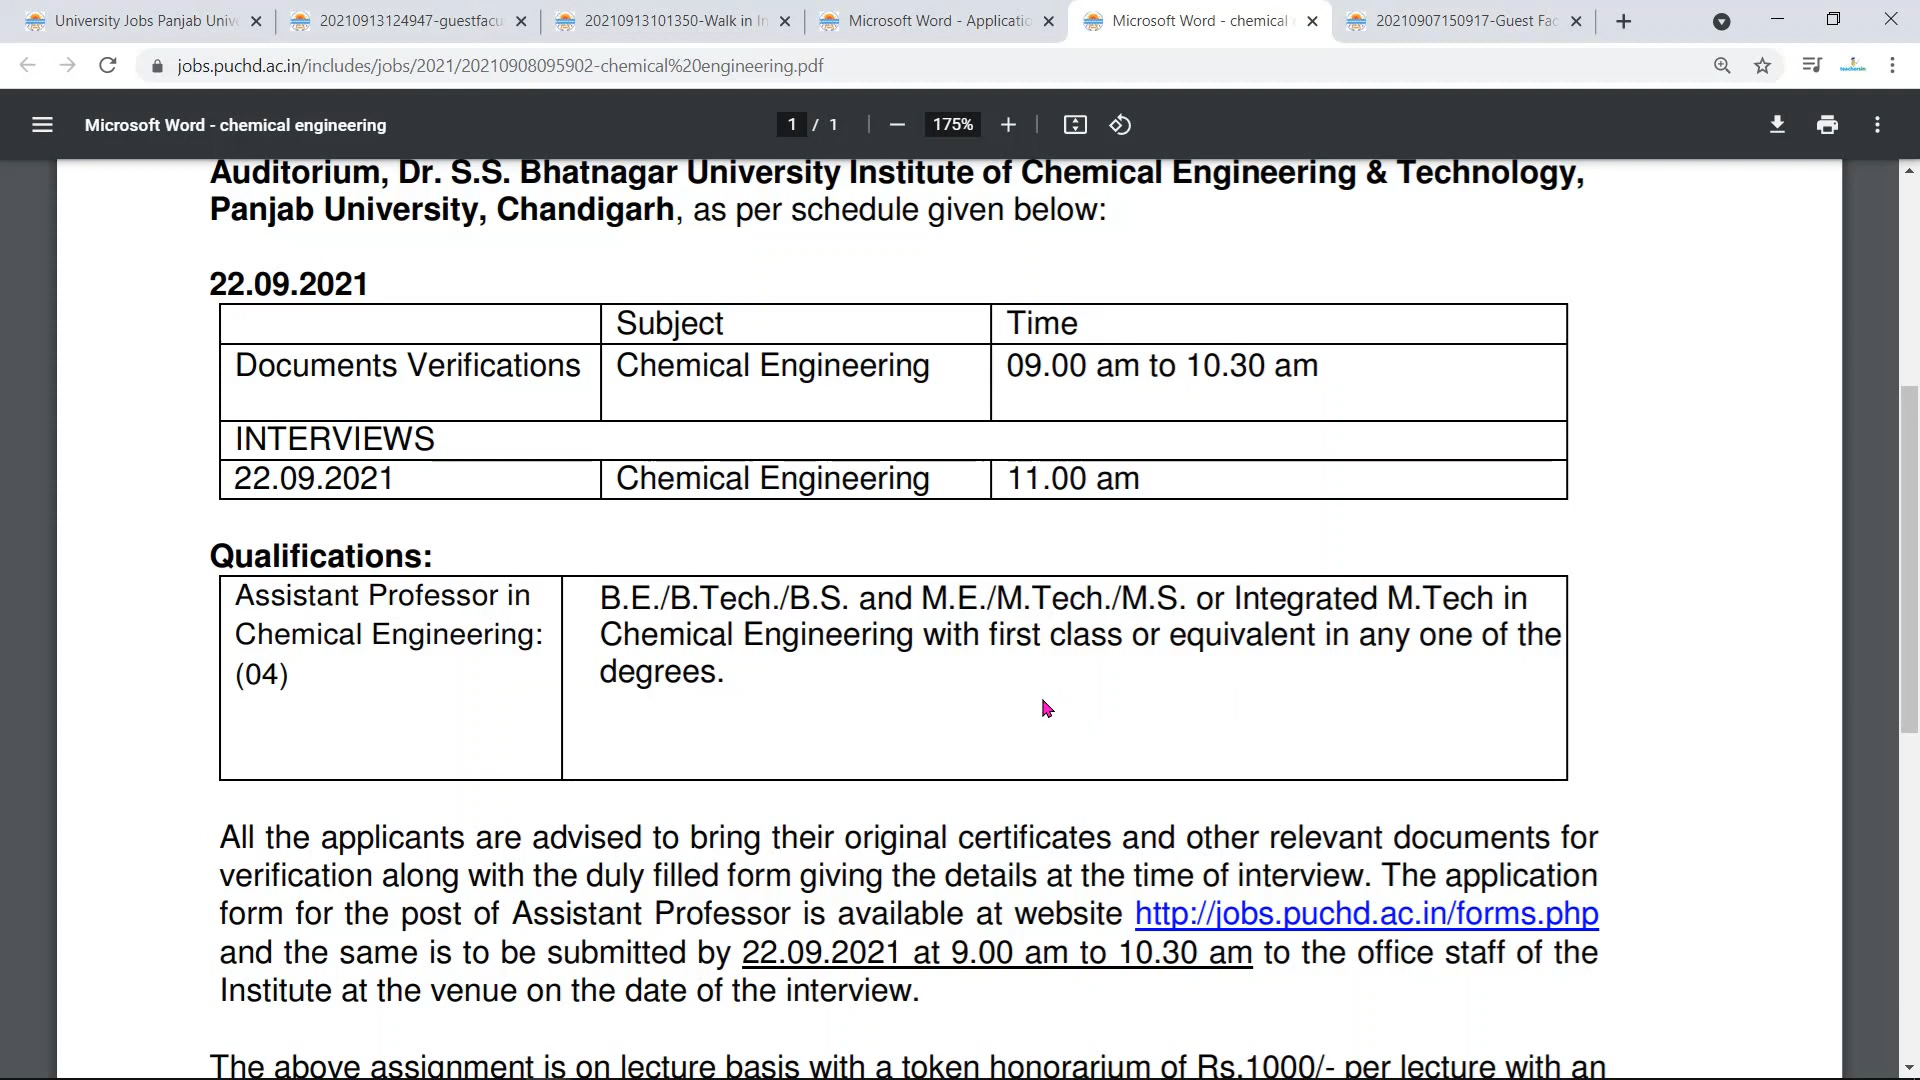 University Jobs Panjab Univ
20210913124947-guestfacu
20210913101350-Walk in In
Microsoft Word - Applicatio
Microsoft Word - chemical
20210907150917-Guest Fac
jobs.puchd.ac.in/includes/jobs/2021/20210908095902-chemical%20engineering.pdf
Microsoft Word - chemical engineering
1 / 1
175%
Auditorium, Dr. S.S. Bhatnagar University Institute of Chemical Engineering & Technology,
Panjab University, Chandigarh, as per schedule given below:
22.09.2021
Subject Time
Documents Verifications Chemical Engineering 09.00 am to 10.30 am
INTERVIEWS
22.09.2021 Chemical Engineering 11.00 am
Qualifications:
Assistant Professor in
Chemical Engineering:
(04)
B.E./B.Tech./B.S. and M.E./M.Tech./M.S. or Integrated M.Tech in
Chemical Engineering with first class or equivalent in any one of the
degrees.
All the applicants are advised to bring their original certificates and other relevant documents for
verification along with the duly filled form giving the details at the time of interview. The application
form for the post of Assistant Professor is available at website http://jobs.puchd.ac.in/forms.php
and the same is to be submitted by 22.09.2021 at 9.00 am to 10.30 am to the office staff of the
Institute at the venue on the date of the interview.
The above assignment is on lecture basis with a token honorarium of Rs.1000/- per lecture with an